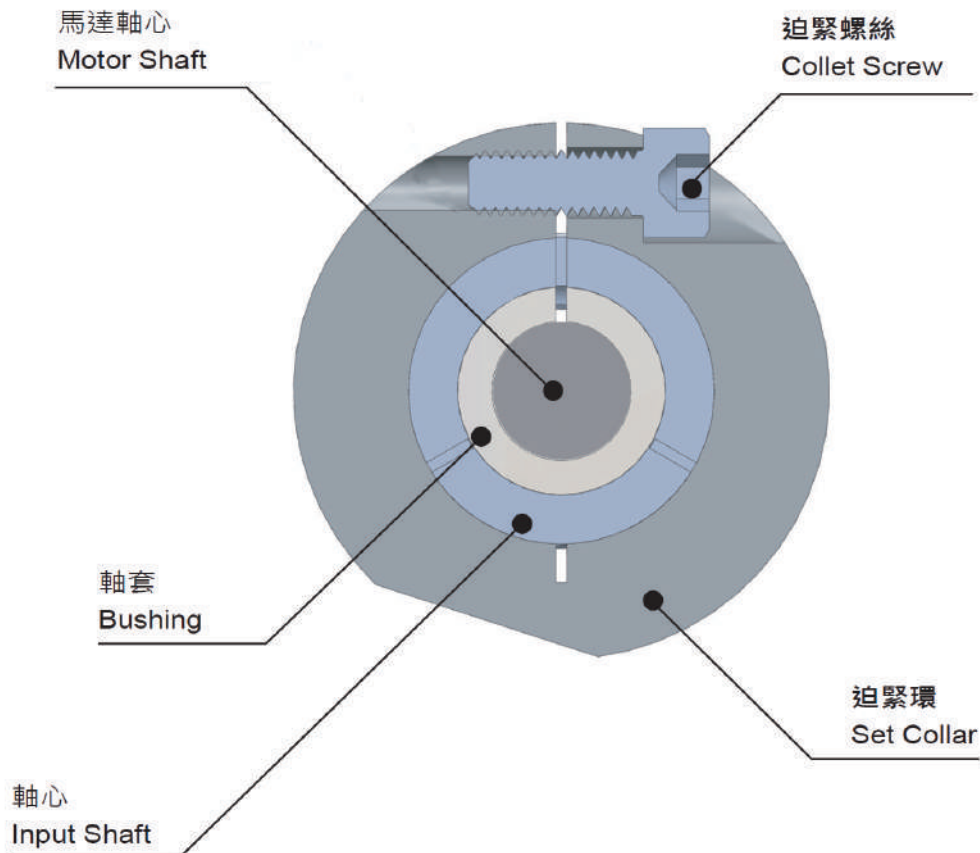 馬達軸心
Motor Shaft
迫緊螺絲
Collet Screw
軸套
Bushing
迫緊環
Set Collar
軸心
Input Shaft